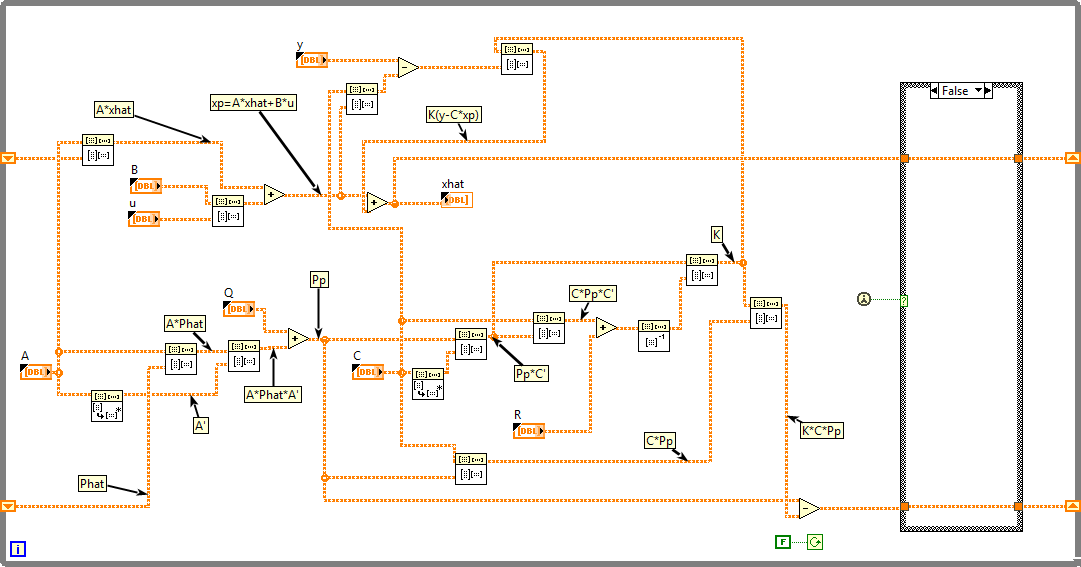 y
DBL
False
A*xhat
xp=A*xhat+B*u
K(y-C*xp)
B
DBL
u
DBL
xhat
DBL
K
Pp
Q
DBL
C*Pp*C'
A*Phat
A
DBL
C
DBL
Pp*C'
A*Phat*A'
?
R
DBL
A'
C*Pp
K*C*Pp
Phat
F
i